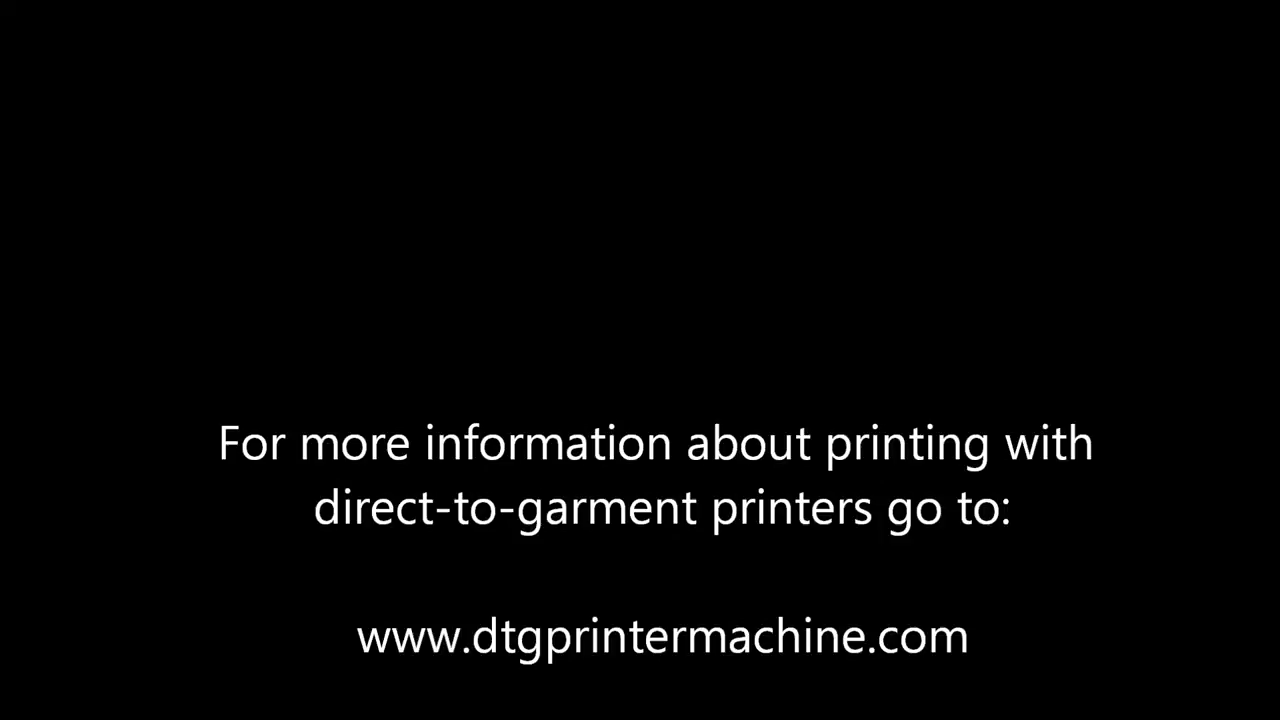 For more information about printing with
direct-to-garment printers go to:
www.dtgprintermachine.com